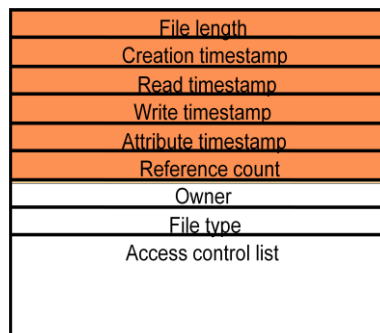 File length
Creation timestamp
Read timestamp
Write timestamp
Attribute timestamp
Reference count
Owner
File type
Access control list